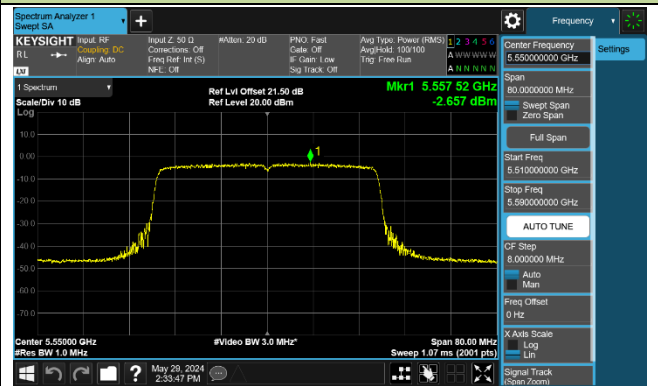 Spectrum Analyzer 1
Swept SA
+
Frequency
KEYSIGHT
RL
LXI
Input: RF
Coupling: DC
Align: Auto
Input Z: 50 Ω
Corrections: Off
Freq Ref: Int (S)
NFE: Off
#Atten: 20 dB
PNO: Fast
Gate: Off
IF Gain: Low
Sig Track: Off
Avg Type: Power (RMS)
Avg|Hold: 100/100
Trig: Free Run
1 2 3 4 5 6
A W W W W W
A N N N N N
1 Spectrum
Scale/Div 10 dB
Log
Ref Lvl Offset 21.50 dB
Ref Level 20.00 dBm
Mkr1 5.557 52 GHz
-2.657 dBm
10.0
0.00
-10.0
-20.0
-30.0
-40.0
-50.0
-60.0
-70.0
1
Center 5.55000 GHz
#Res BW 1.0 MHz
#Video BW 3.0 MHz*
Span 80.00 MHz
Sweep 1.07 ms (2001 pts)
Center Frequency
5.550000000 GHz
Span
80.0000000 MHz
Swept Span
Zero Span
Full Span
Start Freq
5.510000000 GHz
Stop Freq
5.590000000 GHz
AUTO TUNE
CF Step
8.000000 MHz
Auto
Man
Freq Offset
0 Hz
X Axis Scale
Log
Lin
Signal Track
(Span Zoom)
Settings
?
May 29, 2024
2:33:47 PM